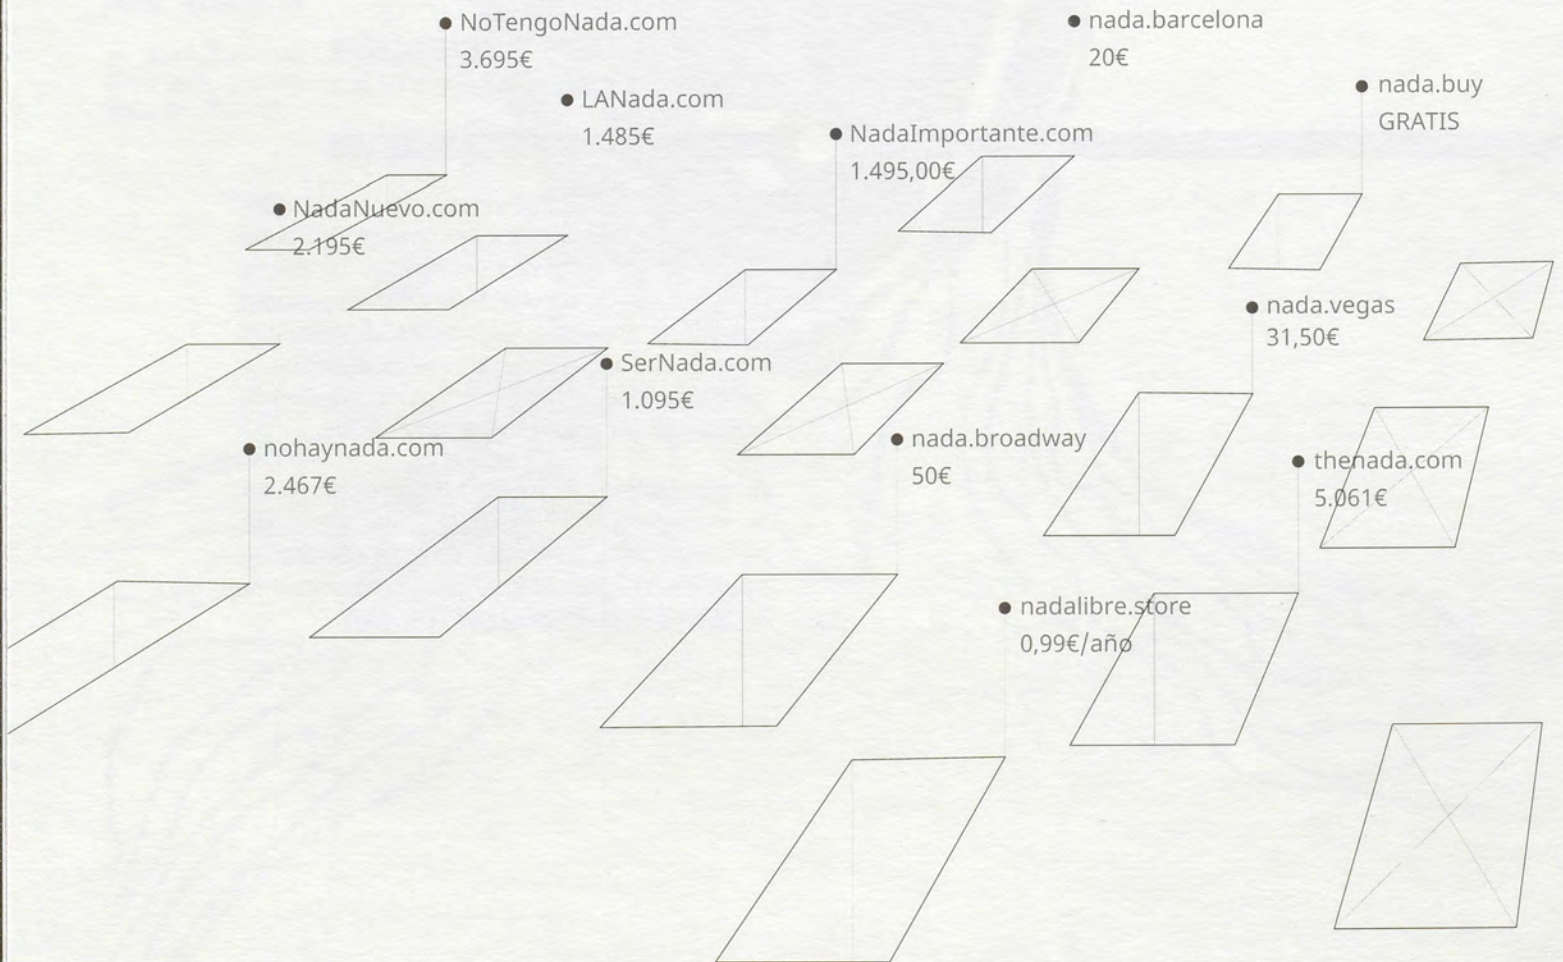 NoTengoNada.com
3.695€
nada.barcelona
20€
LANada.com
1.485€
nada.buy
GRATIS
NadaImportante.com
1.495,00€
NadaNuevo.com
2.195€
nada.vegas
31,50€
SerNada.com
1.095€
nohaynada.com
2.467€
nada.broadway
50€
thenada.com
5.061€
nadalibre.store
0,99€/año